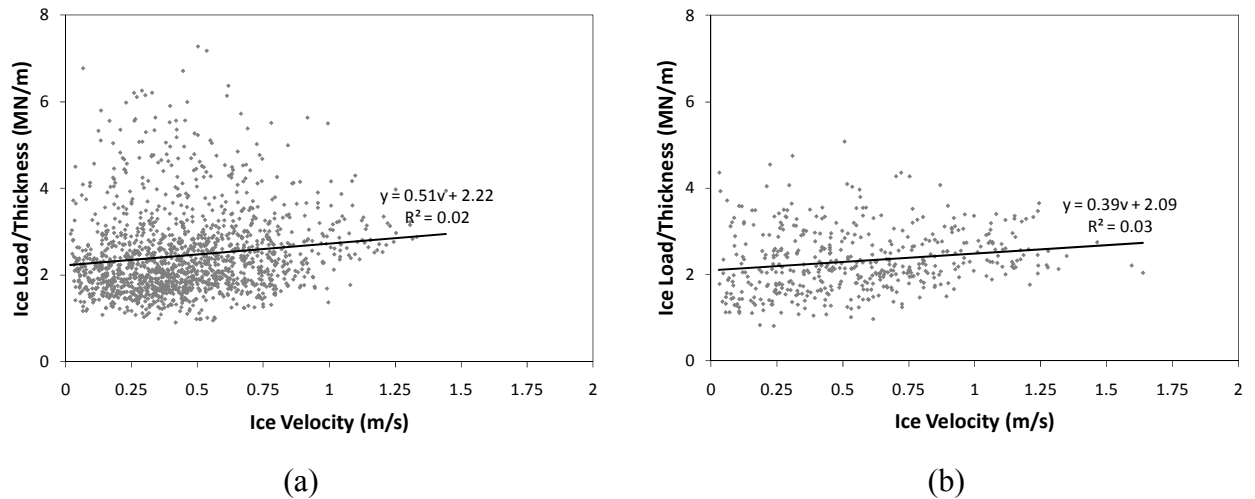 8
6
4
2
0
Ice Load/Thickness (MN/m)
y = 0.51v + 2.22
R² = 0.02
0 0.25 0.5 0.75 1 1.25 1.5 1.75 2
Ice Velocity (m/s)
(a)
8
6
4
2
0
Ice Load/Thickness (MN/m)
y = 0.39v + 2.09
R² = 0.03
0 0.25 0.5 0.75 1 1.25 1.5 1.75 2
Ice Velocity (m/s)
(b)